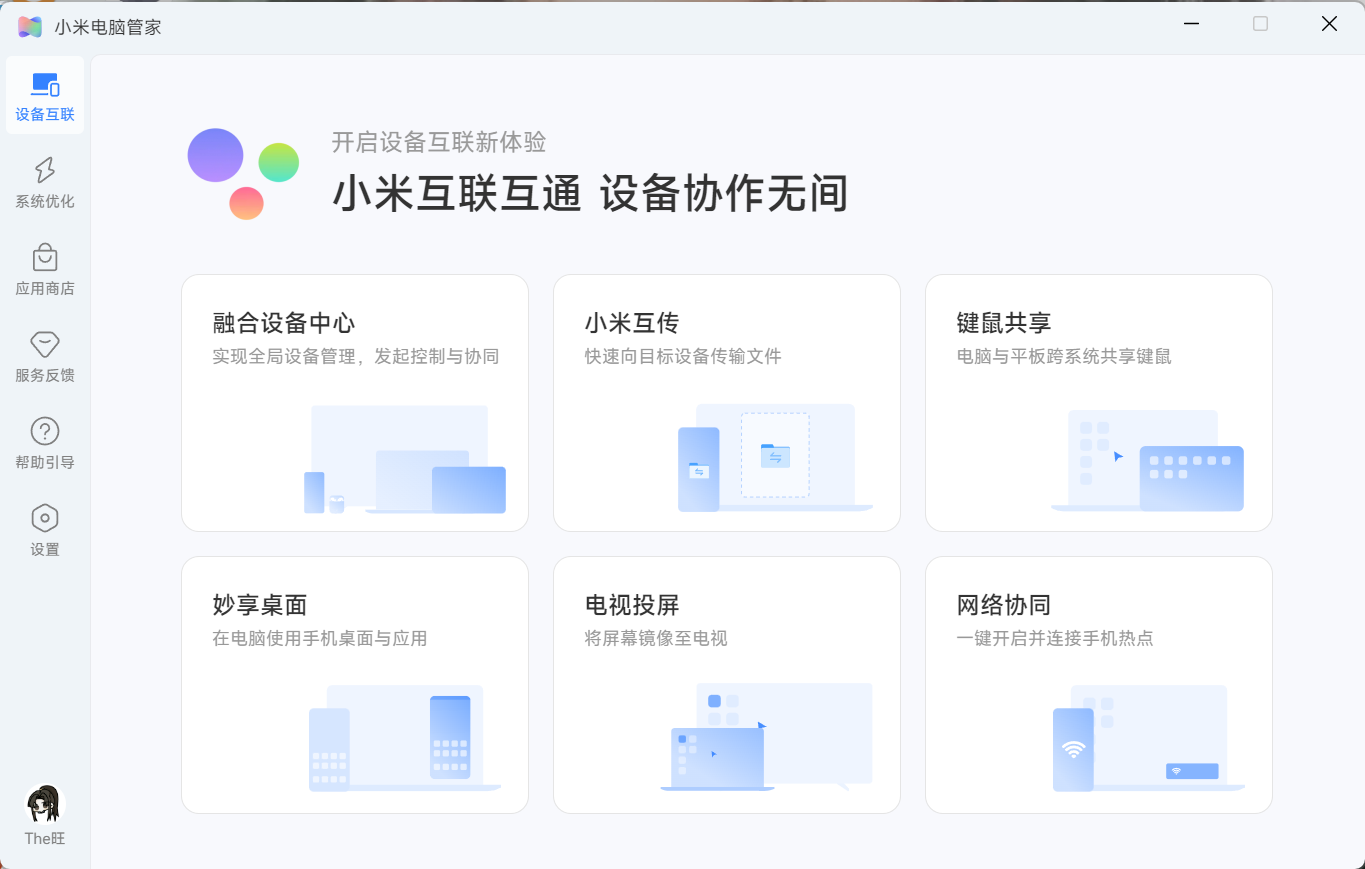 小米电脑管家
设备互联
系统优化
应用商店
服务反馈
帮助引导
设置
The旺
开启设备互联新体验
小米互联互通 设备协作无间
融合设备中心
实现全局设备管理，发起控制与协同
小米互传
快速向目标设备传输文件
键鼠共享
电脑与平板跨系统共享键鼠
妙享桌面
在电脑使用手机桌面与应用
电视投屏
将屏幕镜像至电视
网络协同
一键开启并连接手机热点